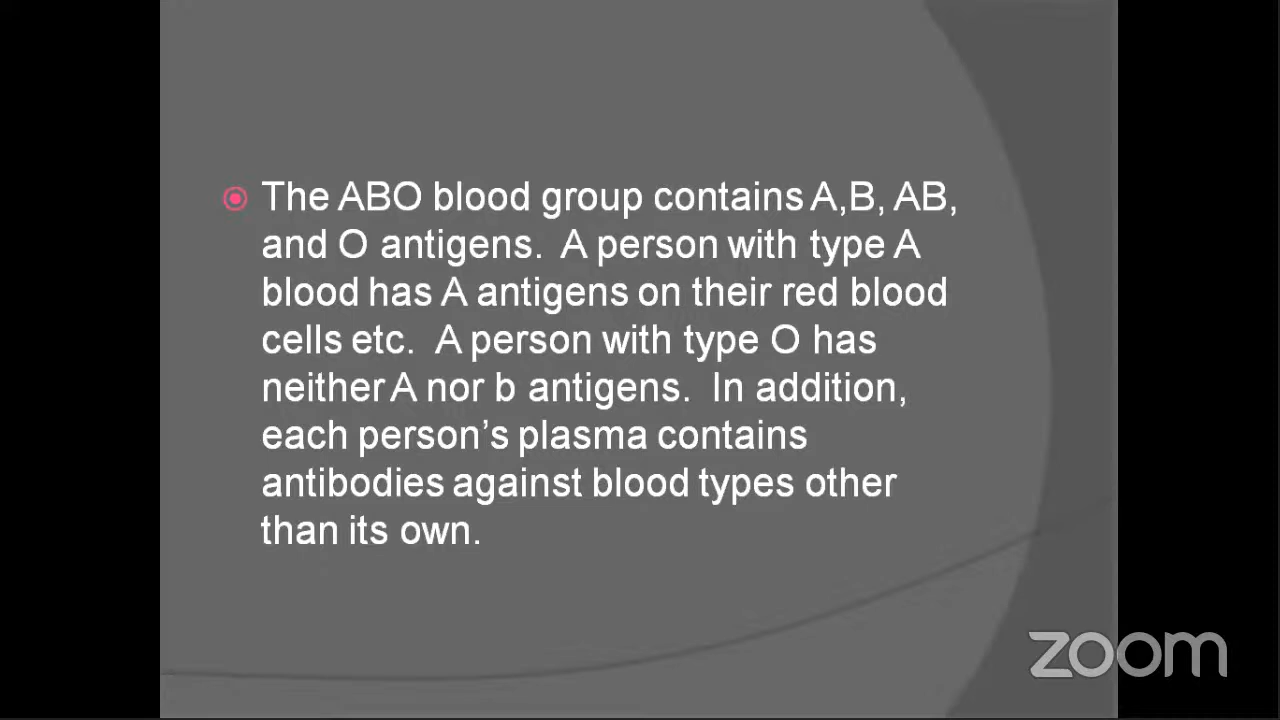 The ABO blood group contains A,B, AB,
and O antigens.  A person with type A
blood has A antigens on their red blood
cells etc.  A person with type O has
neither A nor b antigens.  In addition,
each person’s plasma contains
antibodies against blood types other
than its own.
zoom